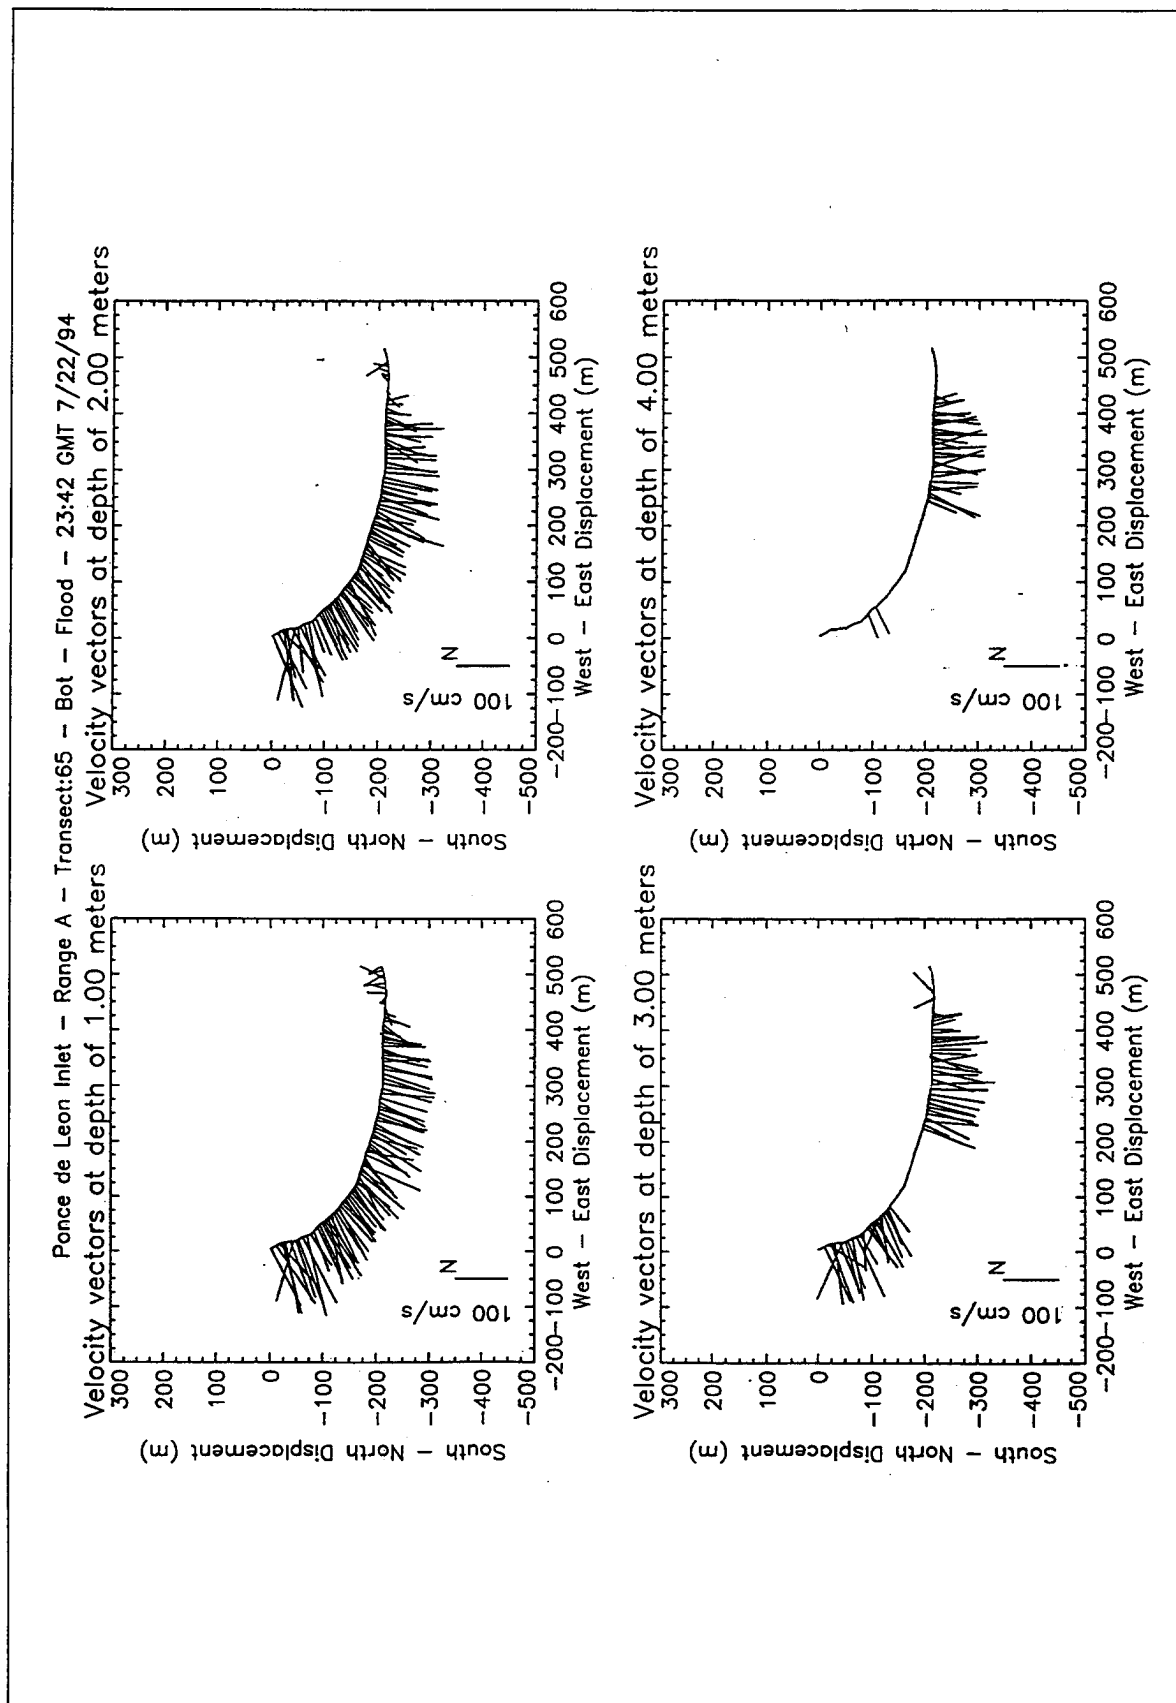 Ponce de Leon Inlet – Range A – Transect:65 – Bot – Flood – 23:42 GMT 7/22/94
Velocity vectors at depth of 1.00 meters
300
200
100
0
−100
−200
−300
−400
−500
South – North Displacement (m)
N
100 cm/s
−200−100 0 100 200 300 400 500 600
West – East Displacement (m)
Velocity vectors at depth of 2.00 meters
300
200
100
0
−100
−200
−300
−400
−500
South – North Displacement (m)
N
100 cm/s
−200−100 0 100 200 300 400 500 600
West – East Displacement (m)
Velocity vectors at depth of 3.00 meters
300
200
100
0
−100
−200
−300
−400
−500
South – North Displacement (m)
N
100 cm/s
−200−100 0 100 200 300 400 500 600
West – East Displacement (m)
Velocity vectors at depth of 4.00 meters
300
200
100
0
−100
−200
−300
−400
−500
South – North Displacement (m)
N
100 cm/s
−200−100 0 100 200 300 400 500 600
West – East Displacement (m)